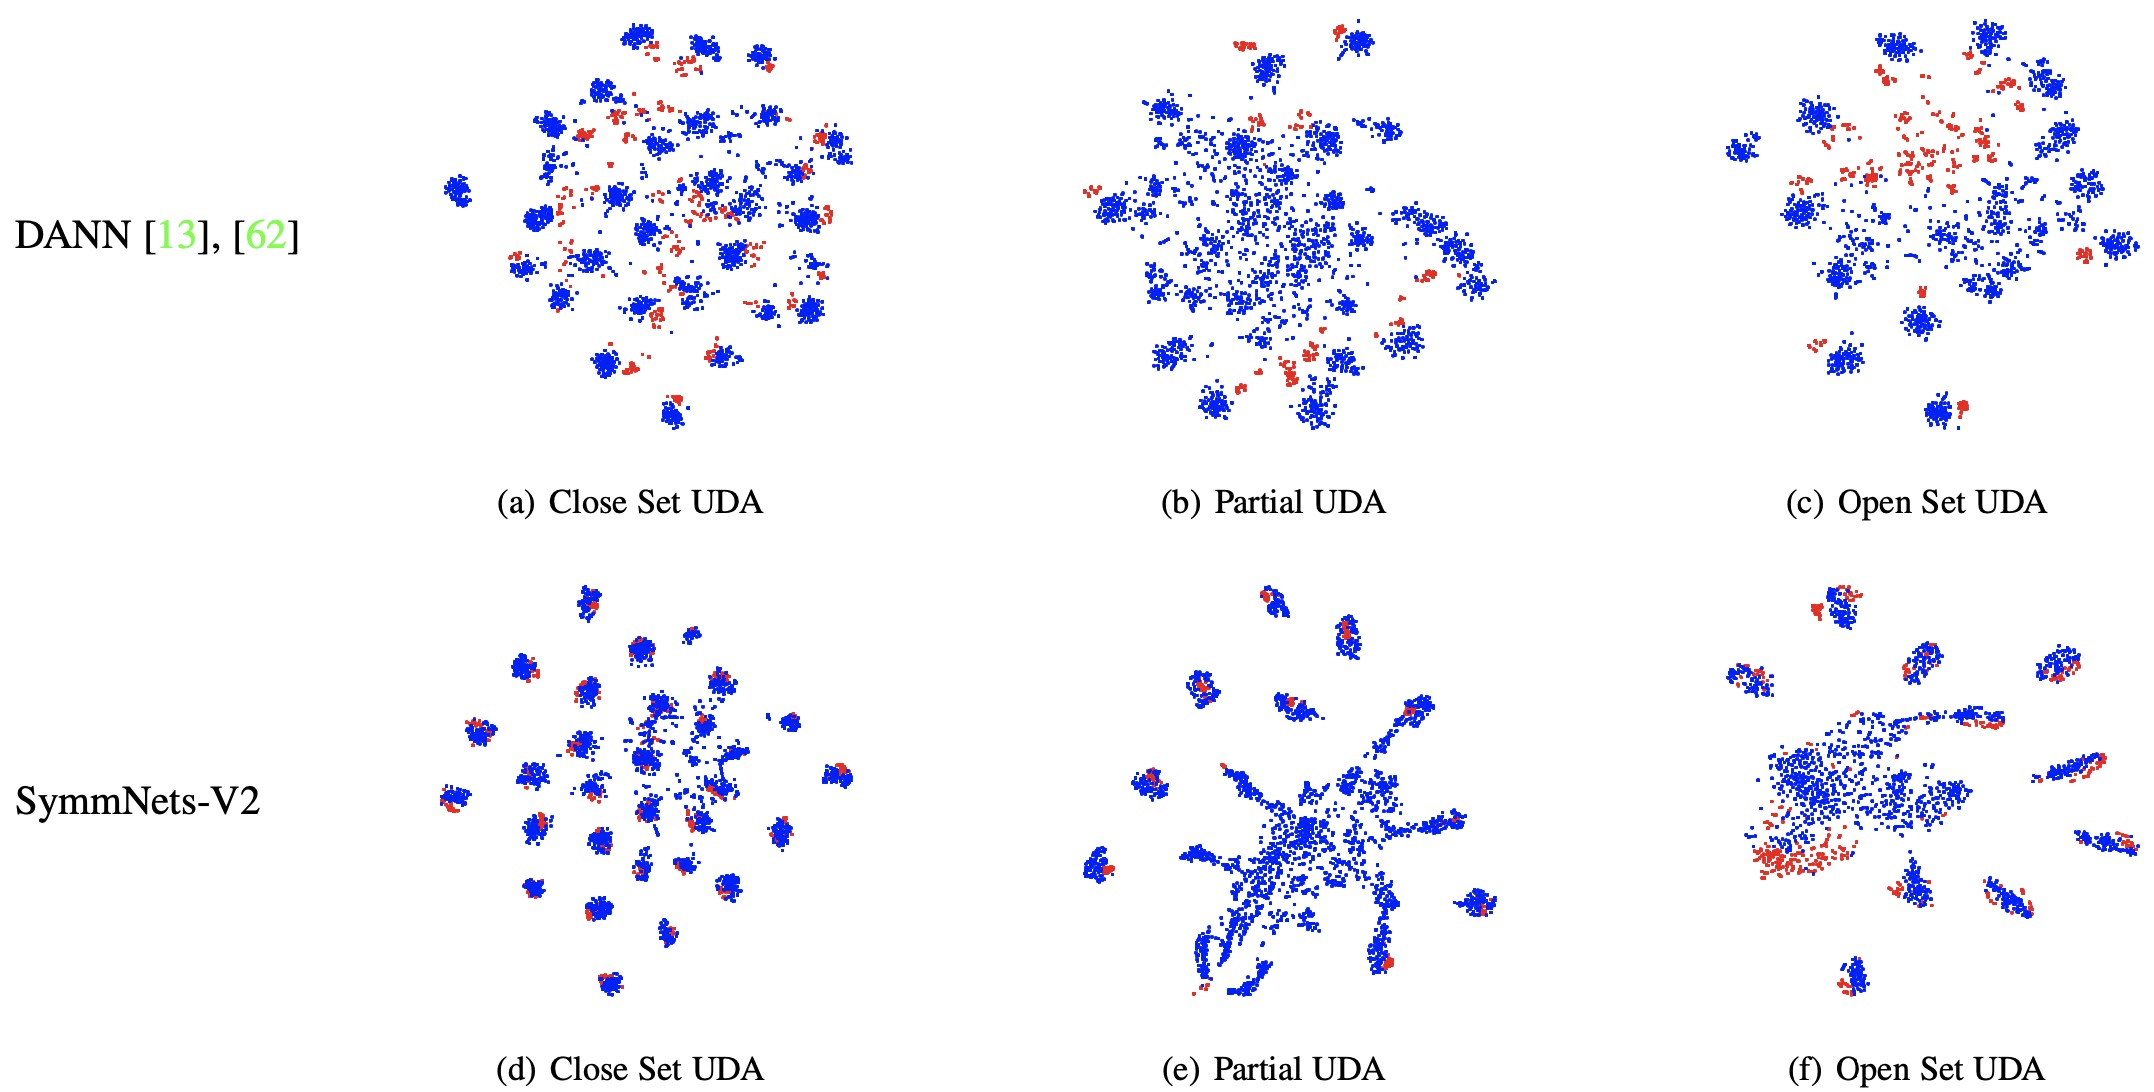 DANN [13], [62]
(a) Close Set UDA
(b) Partial UDA
(c) Open Set UDA
SymmNets-V2
(d) Close Set UDA
(e) Partial UDA
(f) Open Set UDA